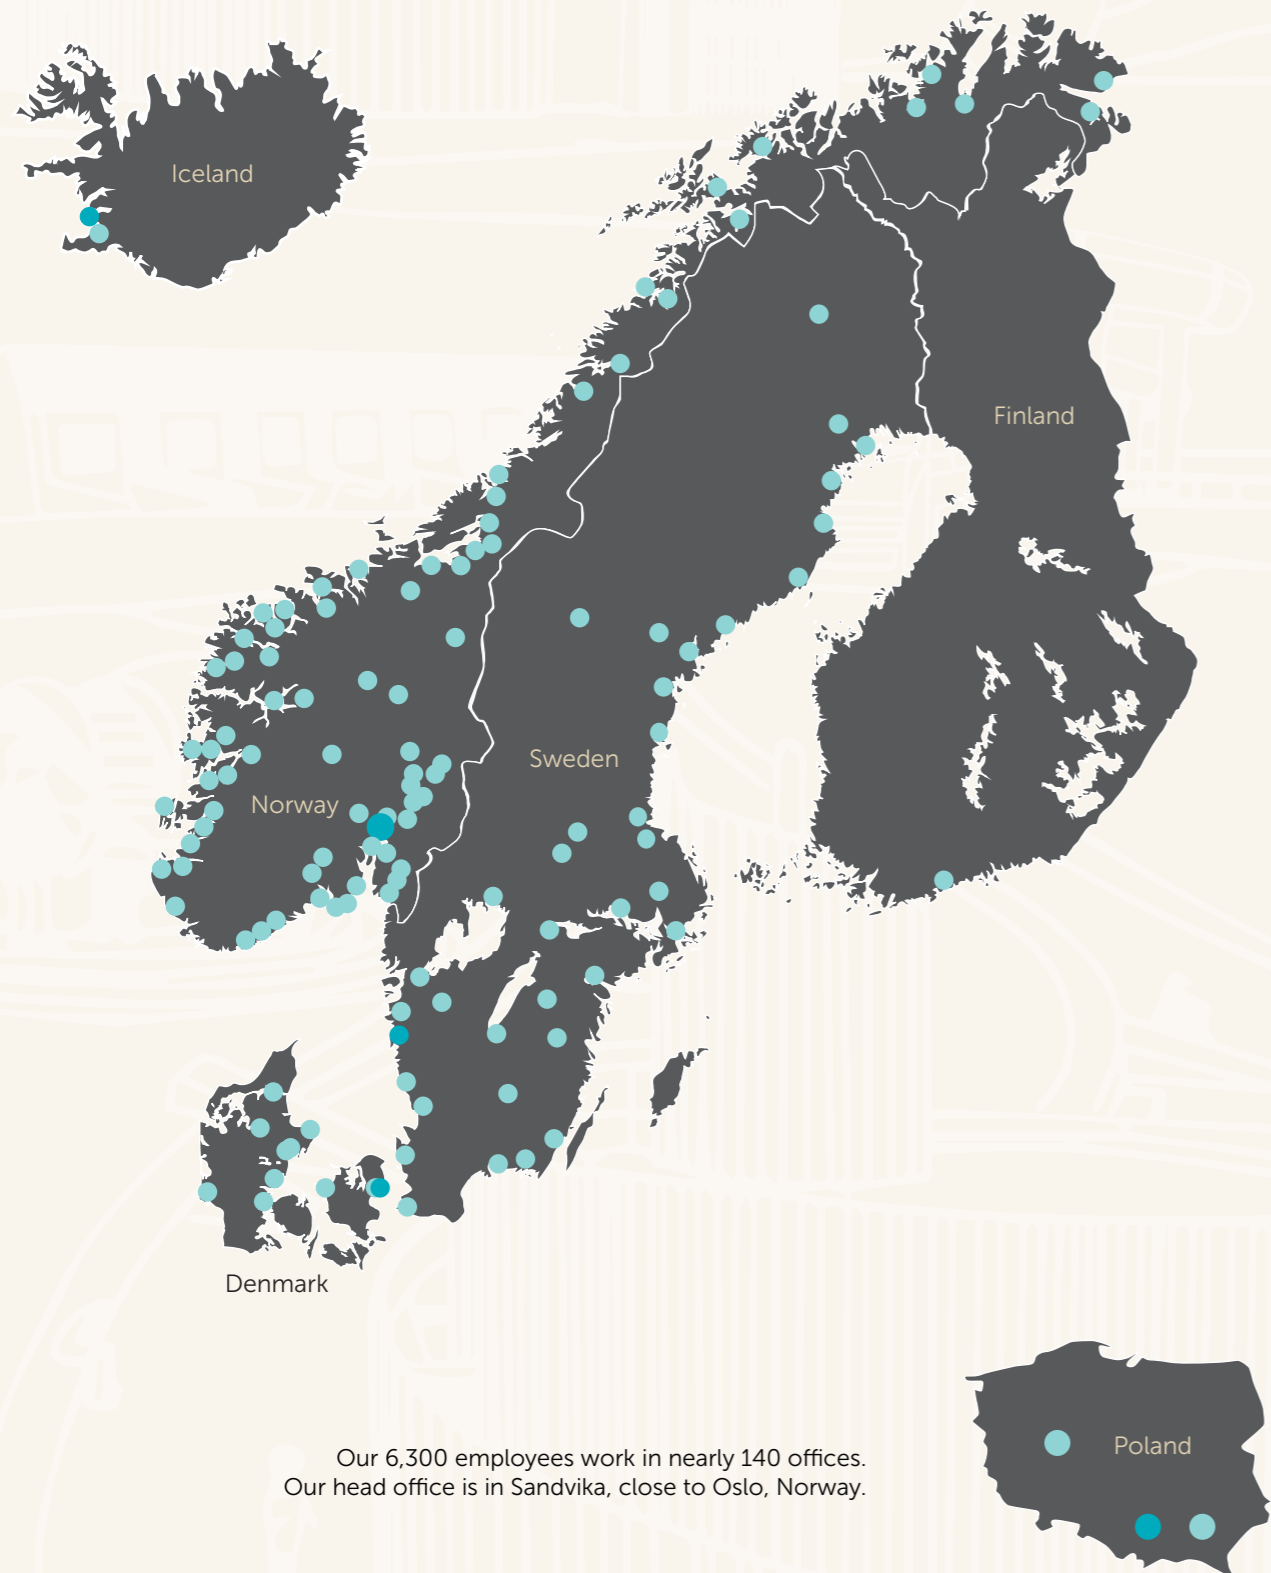 Iceland
Finland
Sweden
Norway
Denmark
Poland
Our 6,300 employees work in nearly 140 offices.
Our head office is in Sandvika, close to Oslo, Norway.